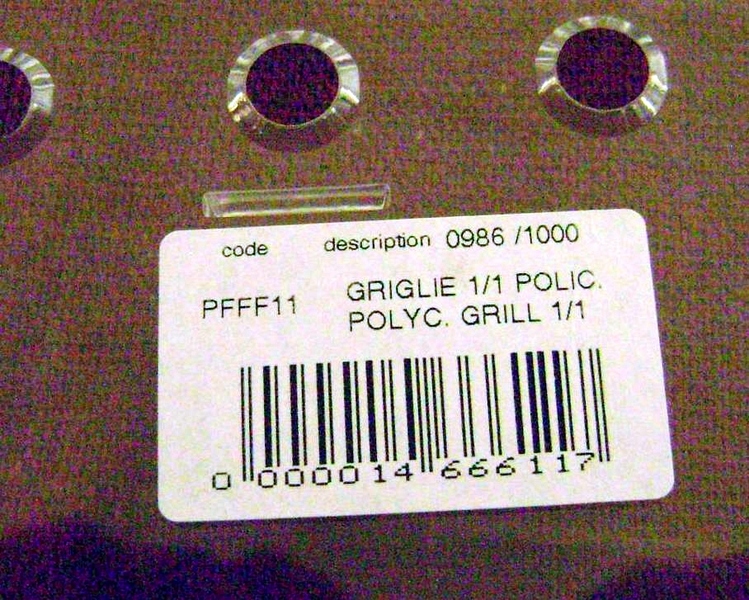 code description 0986 /1000
PFFF11 GRIGLIE 1/1 POLIC.
POLYC. GRILL 1/1
0 000014 666117